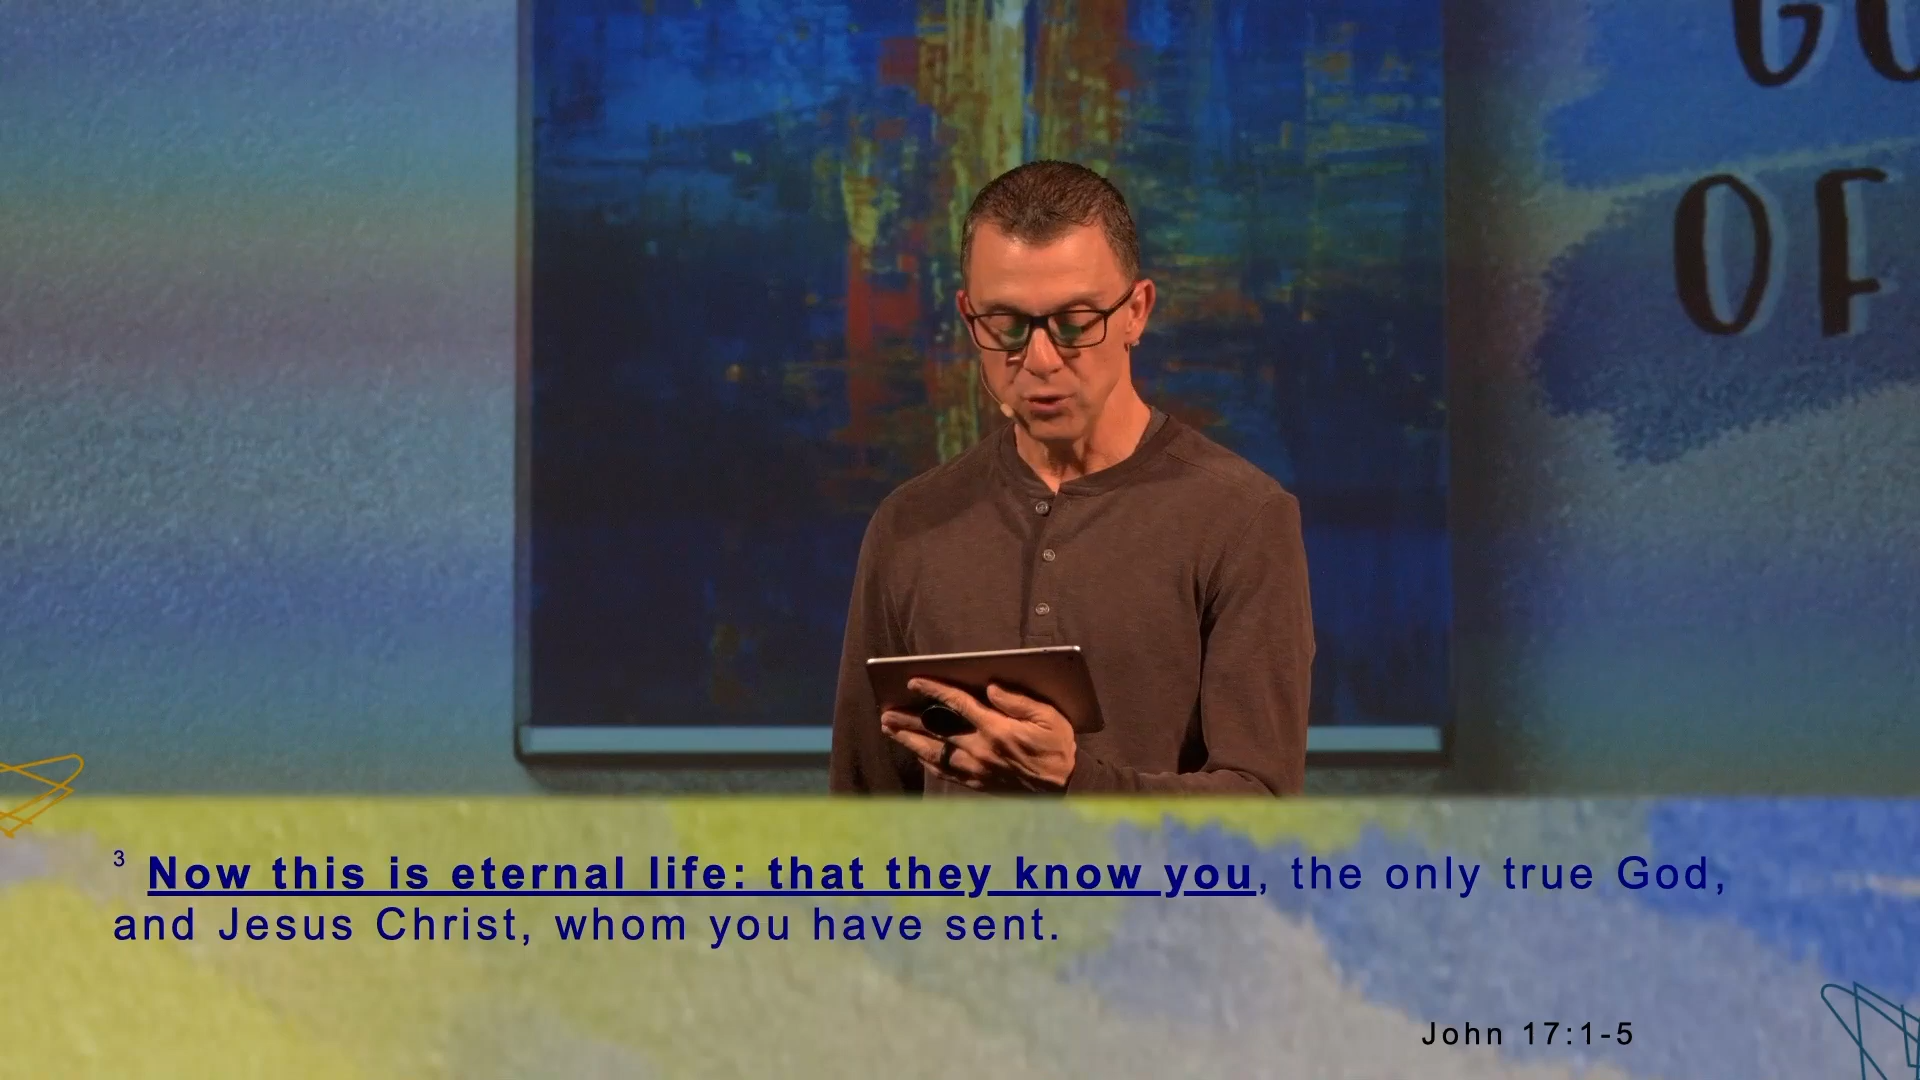 OF
3 Now this is eternal life: that they know you, the only true God,
and Jesus Christ, whom you have sent.
John 17:1-5